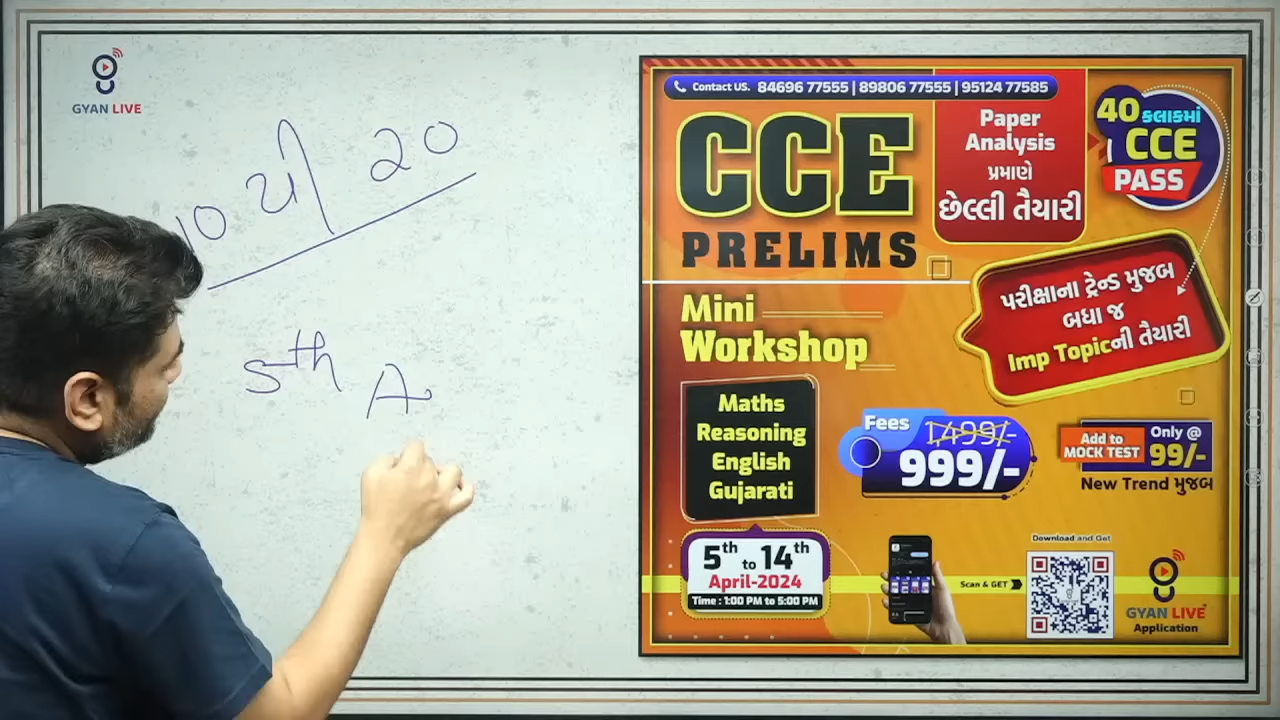 GYAN LIVE
10 થી 20
5th A
Contact US. 84696 77555 | 89806 77555 | 95124 77585
CCE
PRELIMS
Paper
Analysis
પ્રમાણે
છેલ્લી તૈયારી
40 કલાકમાં
CCE
PASS
પરીક્ષાના ટ્રેન્ડ મુજબ
બધા જ
Imp Topicની તૈયારી
Mini
Workshop
Maths
Reasoning
English
Gujarati
Fees 1,499/-
999/-
Add to
MOCK TEST
Only @
99/-
New Trend મુજબ
5th to 14th
April-2024
Time : 1:00 PM to 5:00 PM
Download and Get
Scan & GET
GYAN LIVE
Application